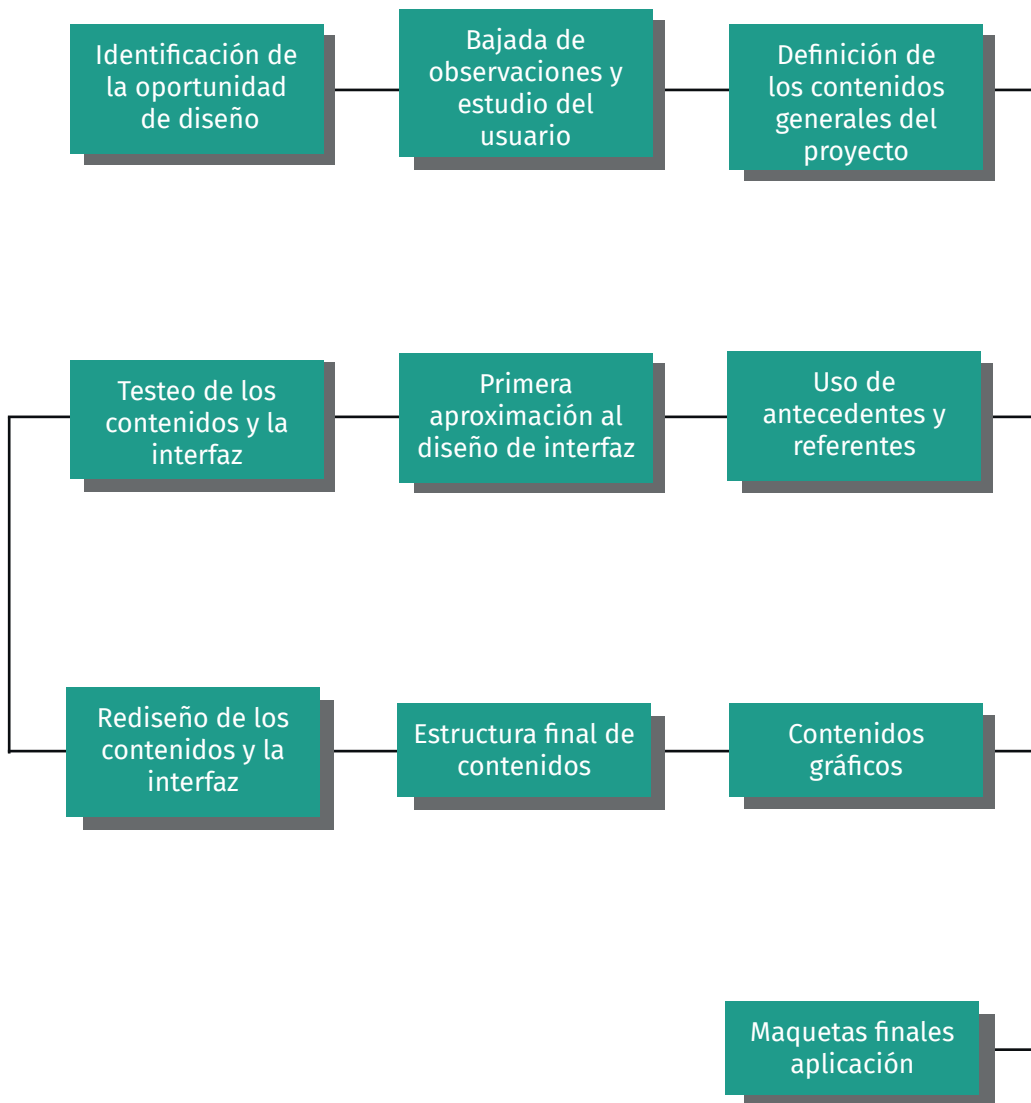 Identificación de
la oportunidad
de diseño
Bajada de
observaciones y
estudio del
usuario
Definición de
los contenidos
generales del
proyecto
Testeo de los
contenidos y la
interfaz
Primera
aproximación al
diseño de interfaz
Uso de
antecedentes y
referentes
Rediseño de los
contenidos y la
interfaz
Estructura final de
contenidos
Contenidos
gráficos
Maquetas finales
aplicación